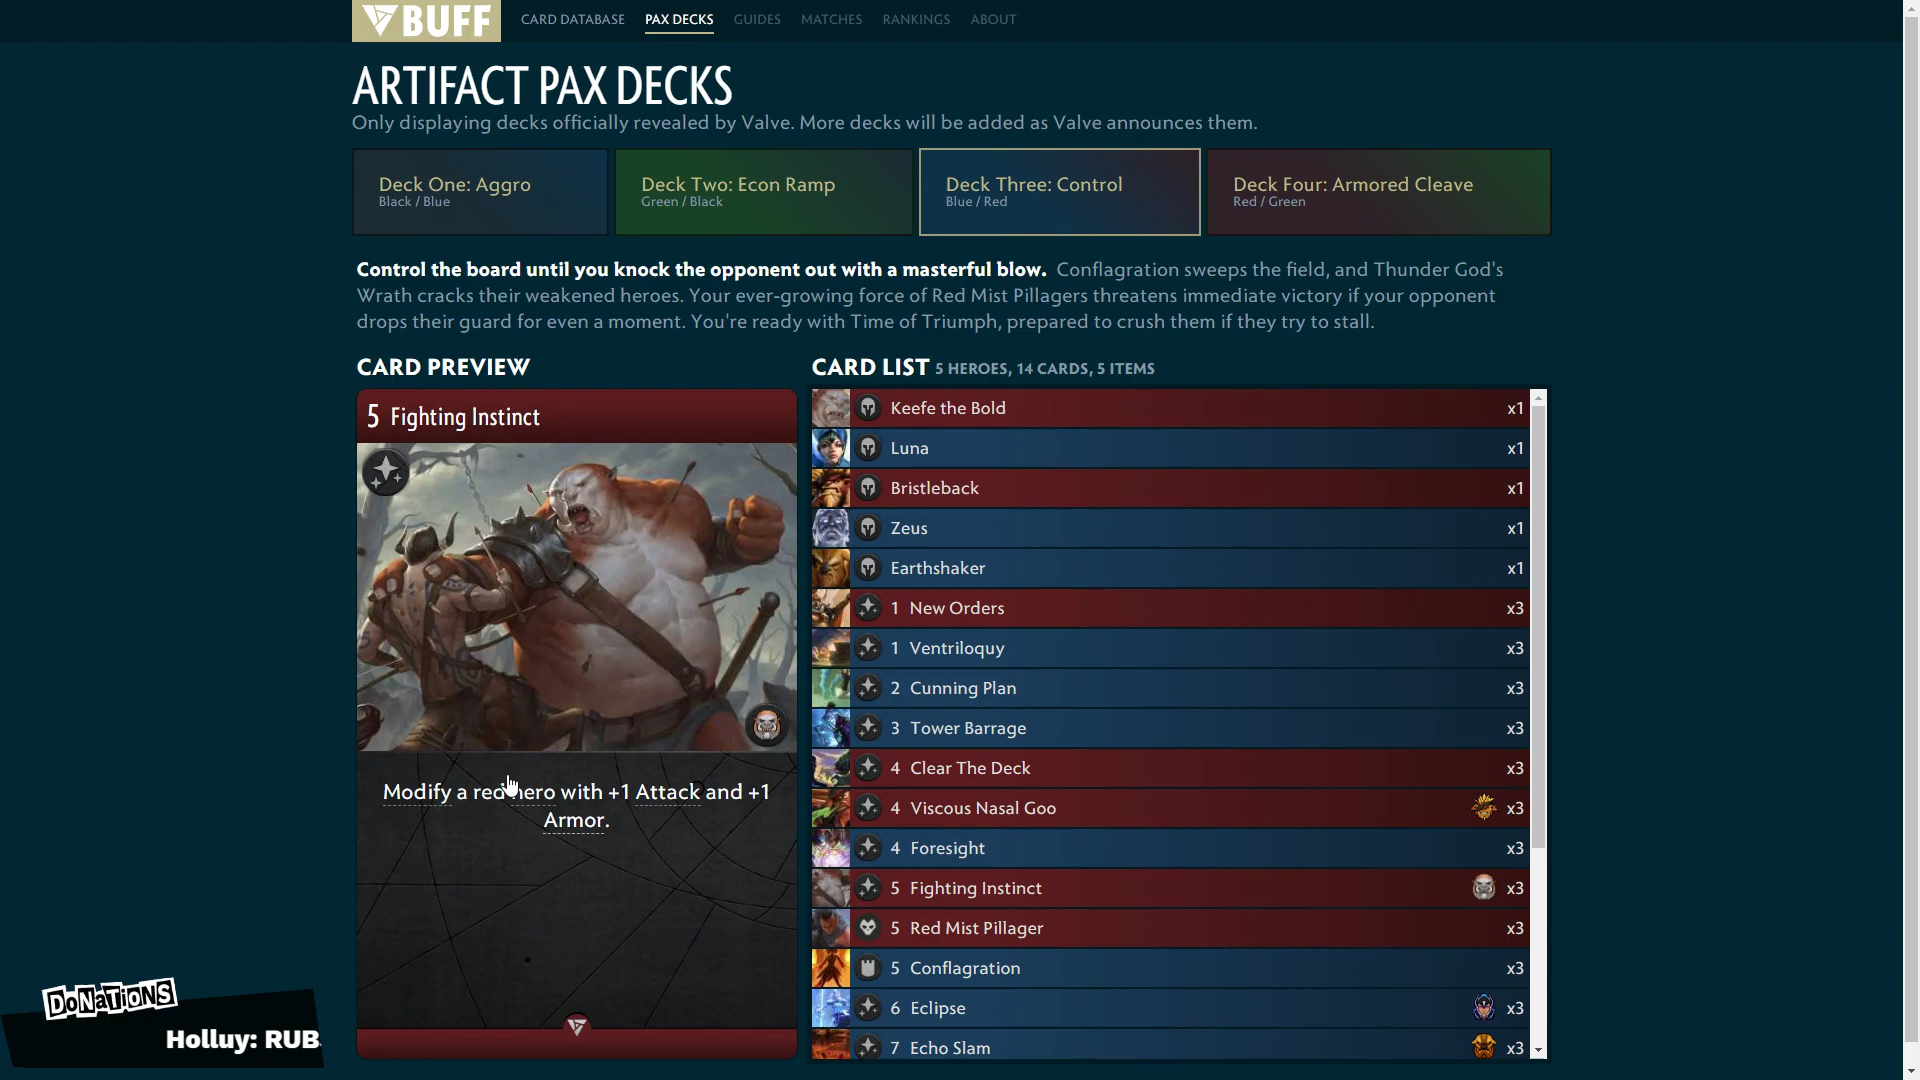 BUFF
CARD DATABASE
PAX DECKS
GUIDES
MATCHES
RANKINGS
ABOUT
ARTIFACT PAX DECKS
Only displaying decks officially revealed by Valve. More decks will be added as Valve announces them.
Deck One: Aggro
Black / Blue
Deck Two: Econ Ramp
Green / Black
Deck Three: Control
Blue / Red
Deck Four: Armored Cleave
Red / Green
Control the board until you knock the opponent out with a masterful blow. Conflagration sweeps the field, and Thunder God's
Wrath cracks their weakened heroes. Your ever-growing force of Red Mist Pillagers threatens immediate victory if your opponent
drops their guard for even a moment. You're ready with Time of Triumph, prepared to crush them if they try to stall.
CARD PREVIEW
5 Fighting Instinct
Modify a red hero with +1 Attack and +1
Armor.
CARD LIST 5 HEROES, 14 CARDS, 5 ITEMS
Keefe the Bold x1
Luna x1
Bristleback x1
Zeus x1
Earthshaker x1
1 New Orders x3
1 Ventriloquy x3
2 Cunning Plan x3
3 Tower Barrage x3
4 Clear The Deck x3
4 Viscous Nasal Goo x3
4 Foresight x3
5 Fighting Instinct x3
5 Red Mist Pillager x3
5 Conflagration x3
6 Eclipse x3
7 Echo Slam x3
DoNaTioNS
Holluy: RUB